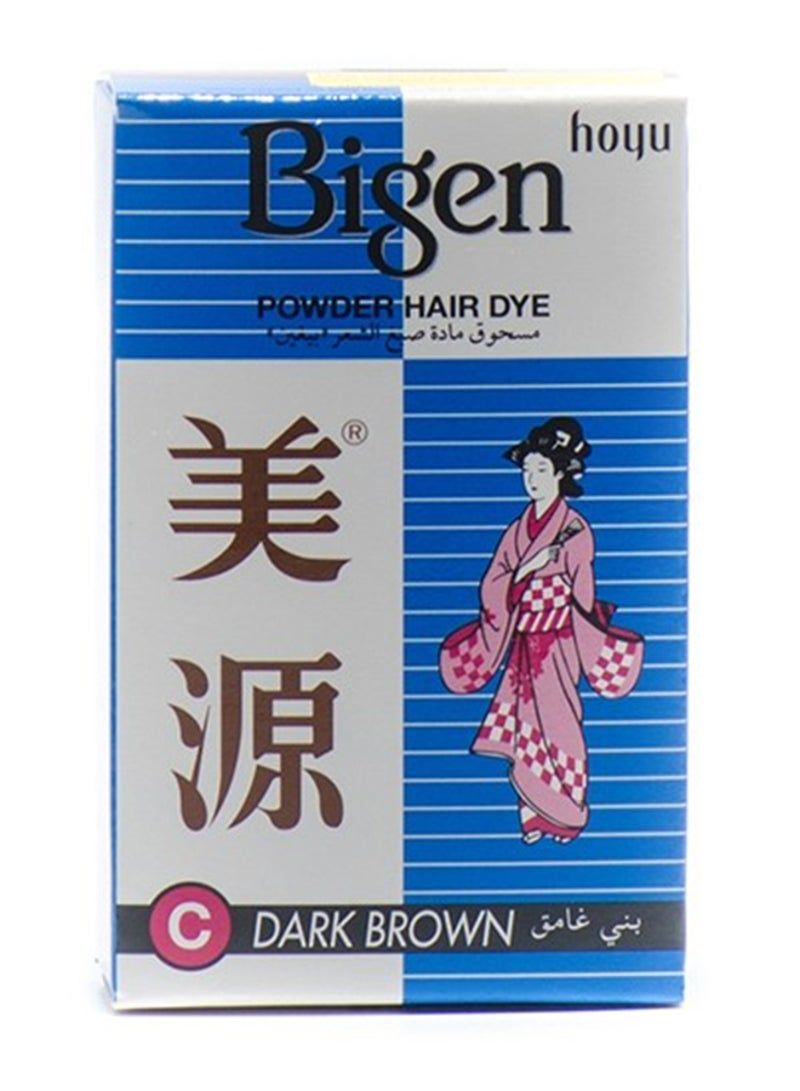 hoyu
Bigen
POWDER HAIR DYE
مسحوق مادة صبغ الشعر (بيغين)
美®
源
C DARK BROWN بني غامق